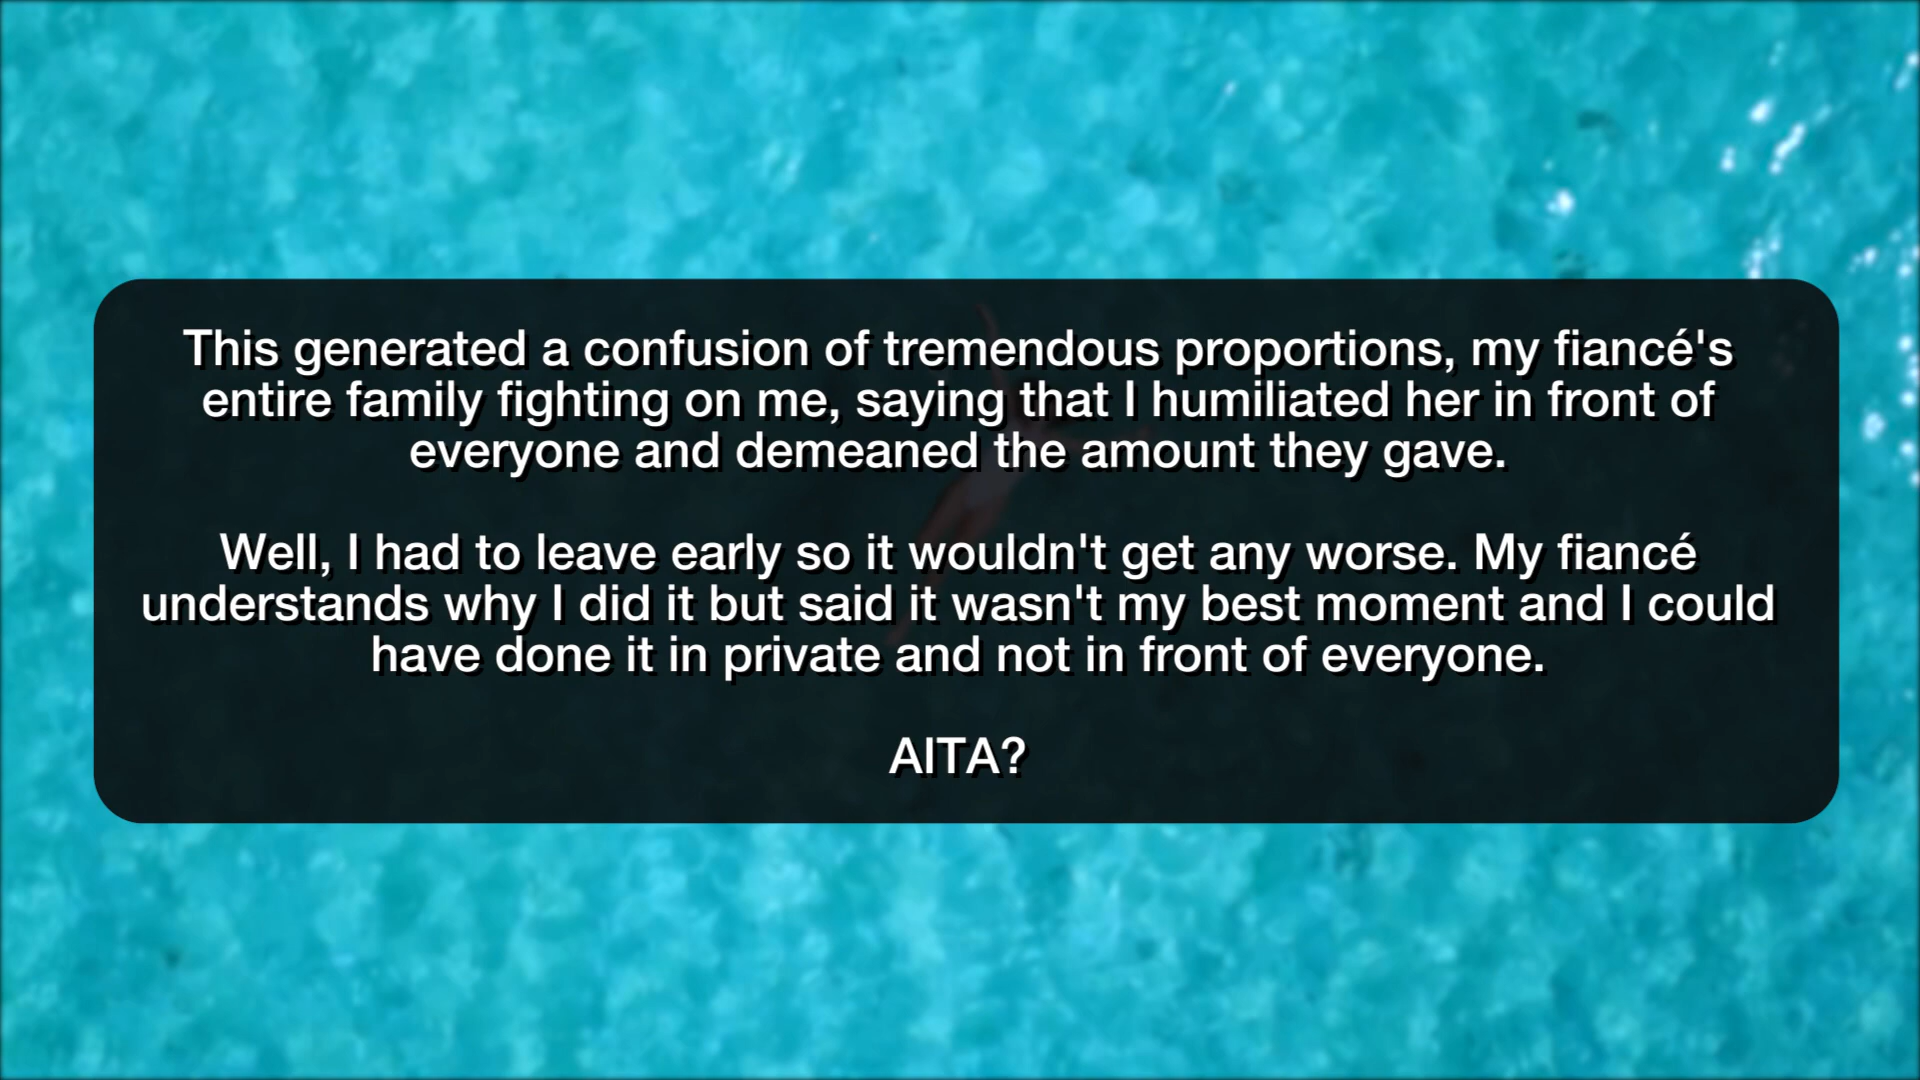 This generated a confusion of tremendous proportions, my fiancé's
entire family fighting on me, saying that I humiliated her in front of
everyone and demeaned the amount they gave.
Well, I had to leave early so it wouldn't get any worse. My fiancé
understands why I did it but said it wasn't my best moment and I could
have done it in private and not in front of everyone.
AITA?